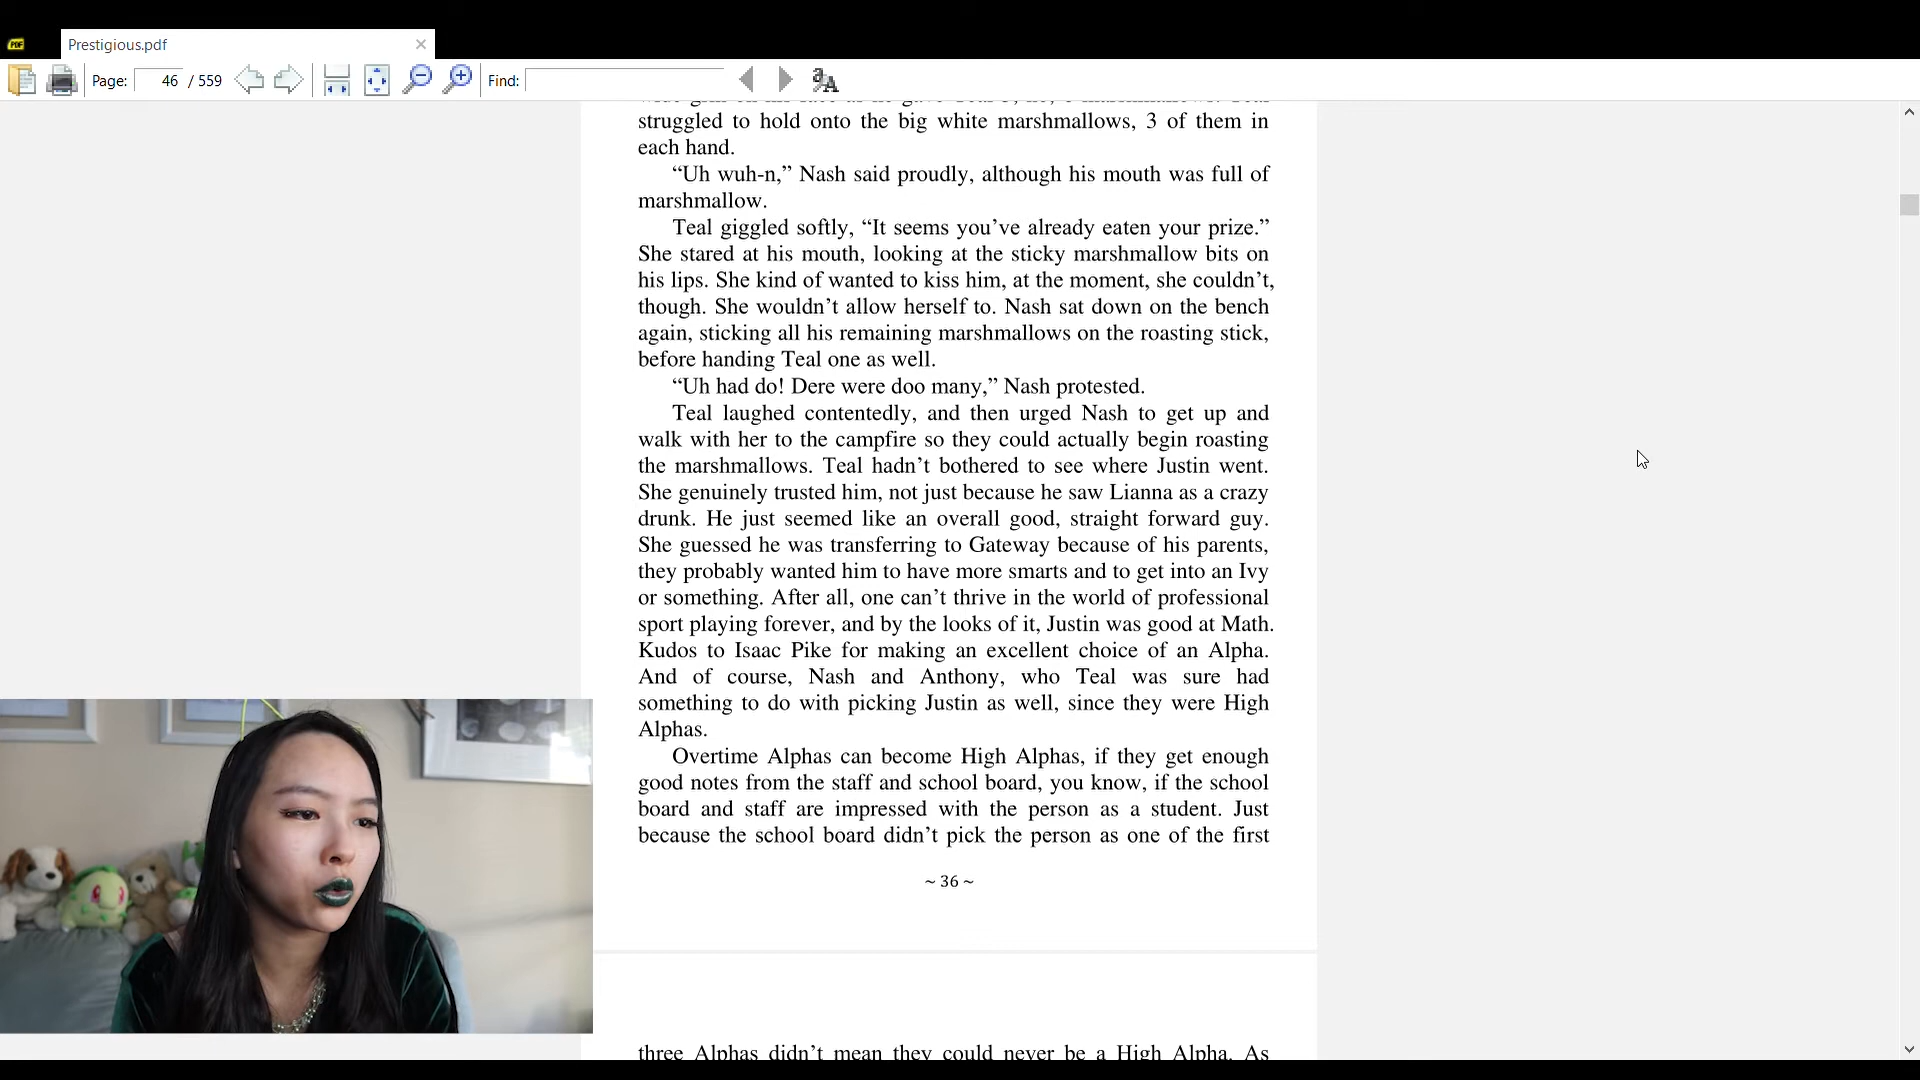 PDF
Prestigious.pdf
Page: 46 / 559
Find:
struggled to hold onto the big white marshmallows, 3 of them in
each hand.
“Uh wuh-n,” Nash said proudly, although his mouth was full of
marshmallow.
Teal giggled softly, “It seems you’ve already eaten your prize.”
She stared at his mouth, looking at the sticky marshmallow bits on
his lips. She kind of wanted to kiss him, at the moment, she couldn’t,
though. She wouldn’t allow herself to. Nash sat down on the bench
again, sticking all his remaining marshmallows on the roasting stick,
before handing Teal one as well.
“Uh had do! Dere were doo many,” Nash protested.
Teal laughed contentedly, and then urged Nash to get up and
walk with her to the campfire so they could actually begin roasting
the marshmallows. Teal hadn’t bothered to see where Justin went.
She genuinely trusted him, not just because he saw Lianna as a crazy
drunk. He just seemed like an overall good, straight forward guy.
She guessed he was transferring to Gateway because of his parents,
they probably wanted him to have more smarts and to get into an Ivy
or something. After all, one can’t thrive in the world of professional
sport playing forever, and by the looks of it, Justin was good at Math.
Kudos to Isaac Pike for making an excellent choice of an Alpha.
And of course, Nash and Anthony, who Teal was sure had
something to do with picking Justin as well, since they were High
Alphas.
Overtime Alphas can become High Alphas, if they get enough
good notes from the staff and school board, you know, if the school
board and staff are impressed with the person as a student. Just
because the school board didn’t pick the person as one of the first
~ 36 ~
three Alphas didn’t mean they could never be a High Alpha. As